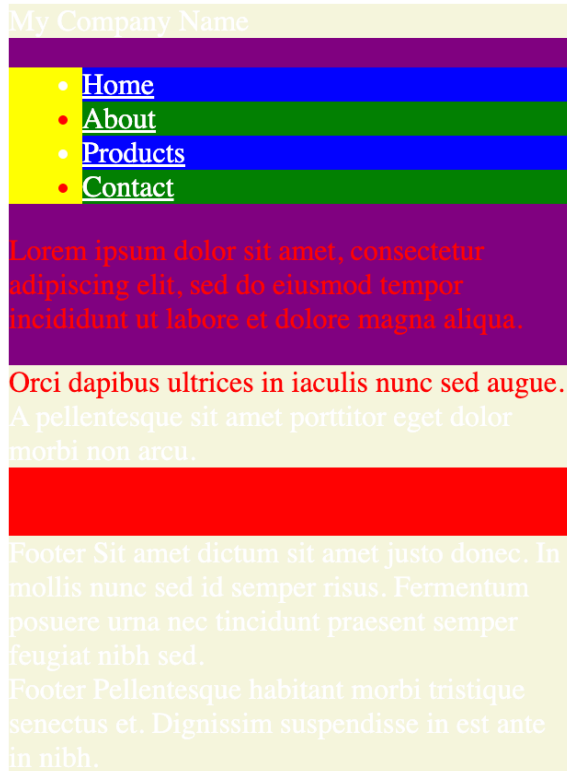 My Company Name
Home
About
Products
Contact
Lorem ipsum dolor sit amet, consectetur
adipiscing elit, sed do eiusmod tempor
incididunt ut labore et dolore magna aliqua.
Orci dapibus ultrices in iaculis nunc sed augue.
A pellentesque sit amet porttitor eget dolor
morbi non arcu.
Footer Sit amet dictum sit amet justo donec. In
mollis nunc sed id semper risus. Fermentum
posuere urna nec tincidunt praesent semper
feugiat nibh sed.
Footer Pellentesque habitant morbi tristique
senectus et. Dignissim suspendisse in est ante
in nibh.